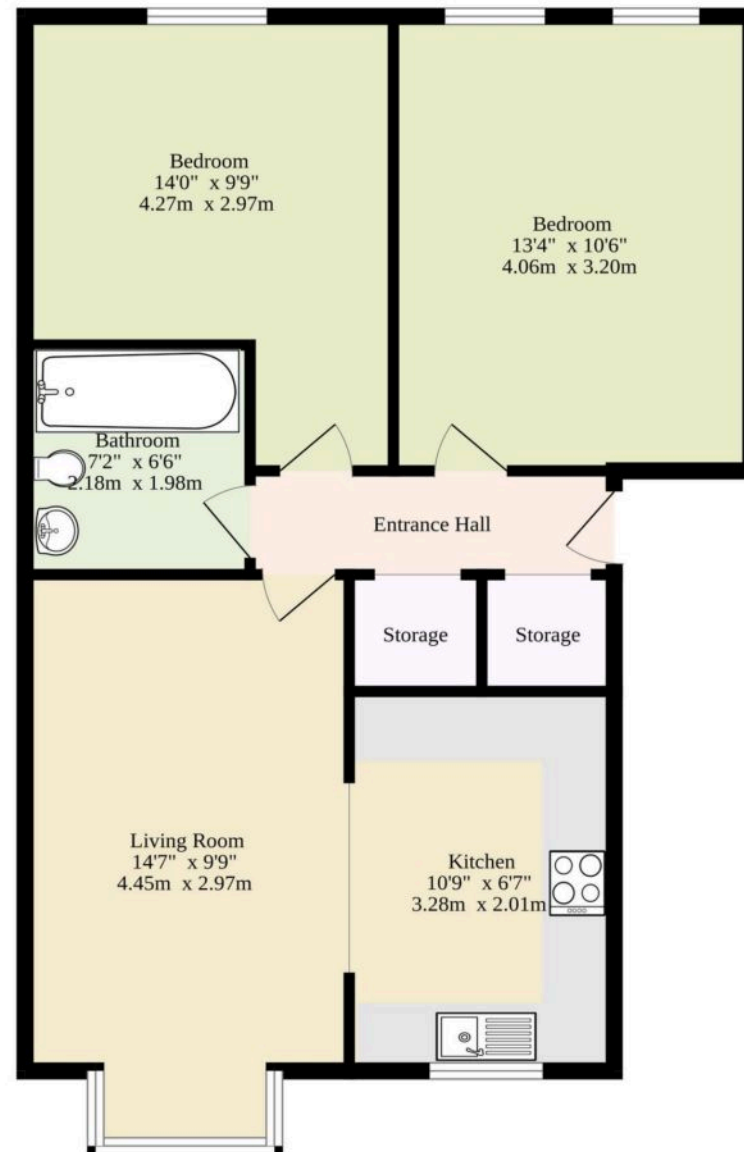 Bedroom
14'0" x 9'9"
4.27m x 2.97m
Bedroom
13'4" x 10'6"
4.06m x 3.20m
Bathroom
7'2" x 6'6"
2.18m x 1.98m
Entrance Hall
Storage
Storage
Living Room
14'7" x 9'9"
4.45m x 2.97m
Kitchen
10'9" x 6'7"
3.28m x 2.01m